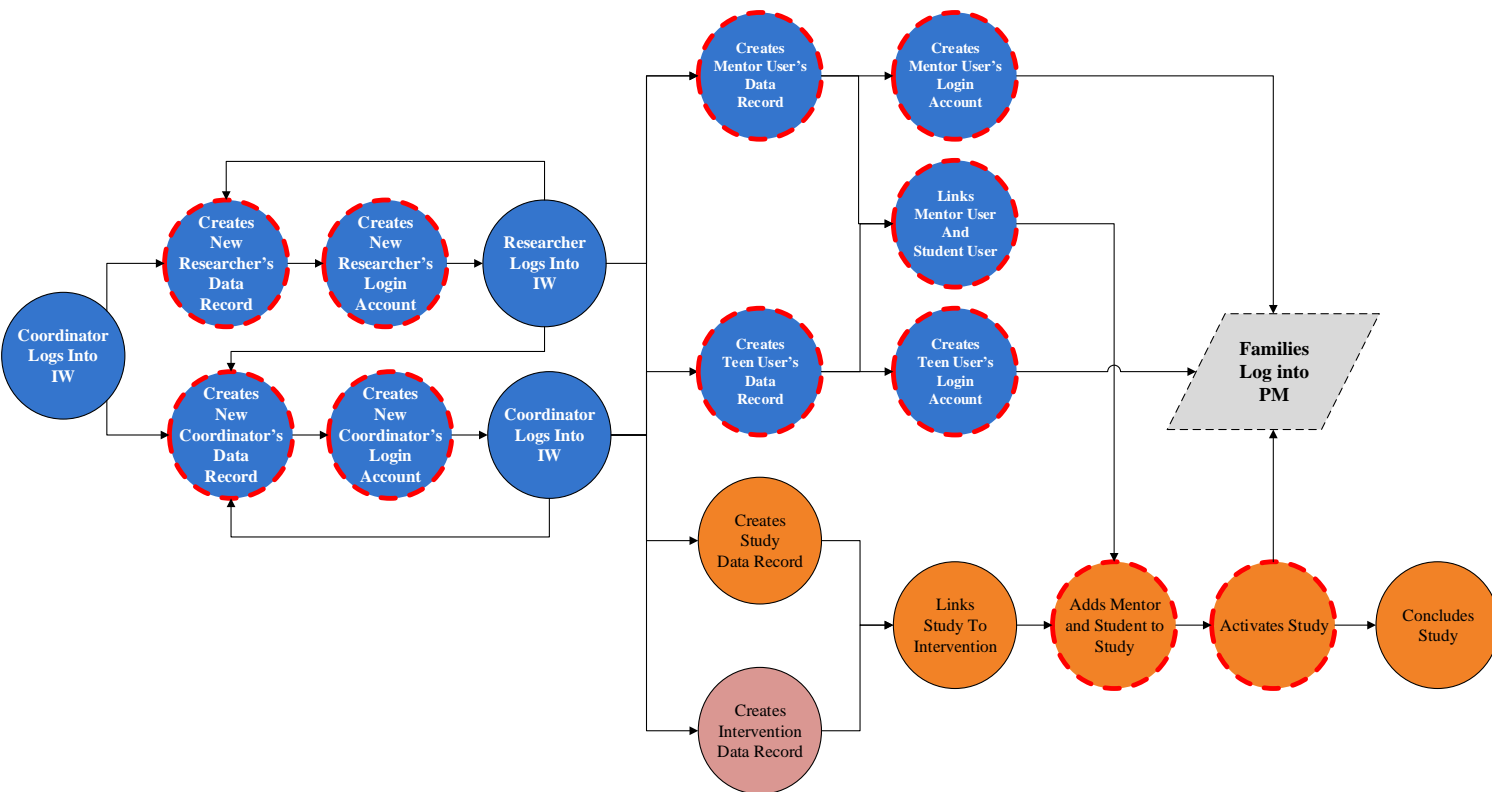 Creates
Mentor User's
Data
Record
Creates
Mentor User's
Login
Account
Links
Mentor User
And
Student User
Creates
New
Researcher's
Data
Record
Creates
New
Researcher's
Login
Account
Researcher
Logs Into
IW
Coordinator
Logs Into
IW
Creates
New
Coordinator's
Data
Record
Creates
New
Coordinator's
Login
Account
Coordinator
Logs Into
IW
Creates
Teen User's
Data
Record
Creates
Teen User's
Login
Account
Families
Log into
PM
Creates
Study
Data Record
Links
Study To
Intervention
Adds Mentor
and Student to
Study
Activates Study
Concludes
Study
Creates
Intervention
Data Record